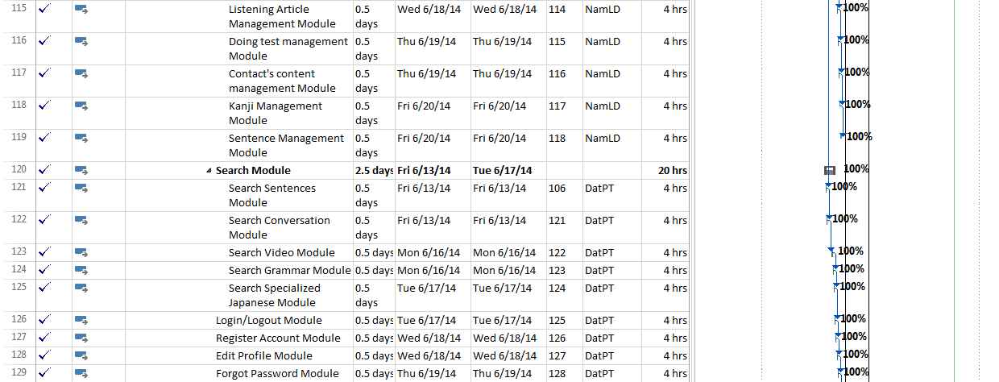 115 Listening Article 0.5 Wed 6/18/14 Wed 6/18/14 114 NamLD 4 hrs 100%
Management Module days
116 Doing test management 0.5 Thu 6/19/14 Thu 6/19/14 115 NamLD 4 hrs 100%
Module days
117 Contact's content 0.5 Thu 6/19/14 Thu 6/19/14 116 NamLD 4 hrs 100%
management Module days
118 Kanji Management 0.5 Fri 6/20/14 Fri 6/20/14 117 NamLD 4 hrs 100%
Module days
119 Sentence Management 0.5 Fri 6/20/14 Fri 6/20/14 118 NamLD 4 hrs 100%
Module days
120 Search Module 2.5 days Fri 6/13/14 Tue 6/17/14 20 hrs 100%
121 Search Sentences 0.5 Fri 6/13/14 Fri 6/13/14 106 DatPT 4 hrs 100%
Module days
122 Search Conversation 0.5 Fri 6/13/14 Fri 6/13/14 121 DatPT 4 hrs 100%
Module days
123 Search Video Module 0.5 days Mon 6/16/14 Mon 6/16/14 122 DatPT 4 hrs 100%
124 Search Grammar Module 0.5 days Mon 6/16/14 Mon 6/16/14 123 DatPT 4 hrs 100%
125 Search Specialized 0.5 Tue 6/17/14 Tue 6/17/14 124 DatPT 4 hrs 100%
Japanese Module days
126 Login/Logout Module 0.5 days Tue 6/17/14 Tue 6/17/14 125 DatPT 4 hrs 100%
127 Register Account Module 0.5 days Wed 6/18/14 Wed 6/18/14 126 DatPT 4 hrs 100%
128 Edit Profile Module 0.5 days Wed 6/18/14 Wed 6/18/14 127 DatPT 4 hrs 100%
129 Forgot Password Module 0.5 days Thu 6/19/14 Thu 6/19/14 128 DatPT 4 hrs 100%